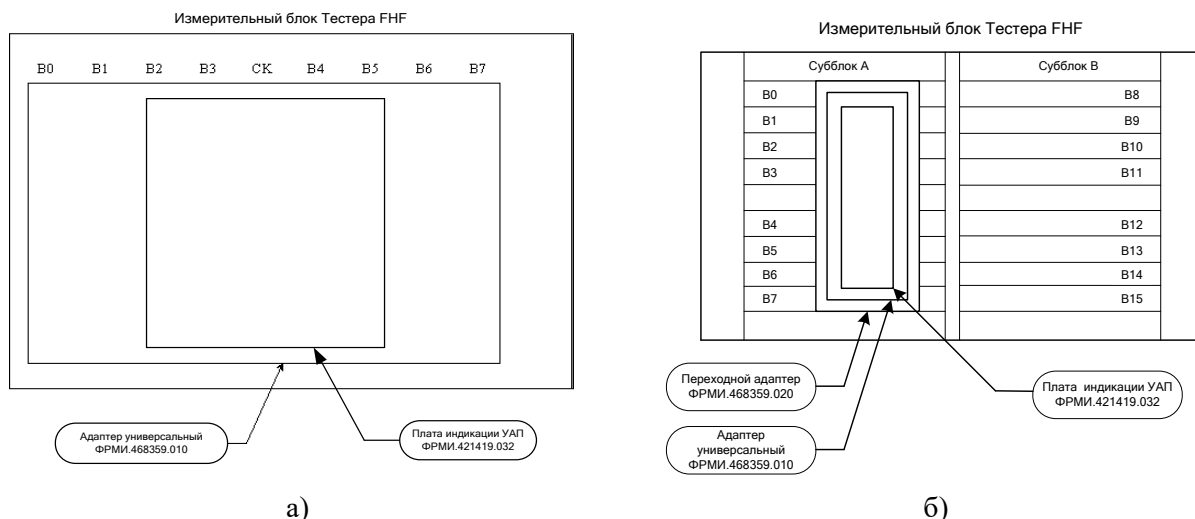 Измерительный блок Тестера FHF
B0 B1 B2 B3 CK B4 B5 B6 B7
Адаптер универсальный
ФРМИ.468359.010
Плата индикации УАП
ФРМИ.421419.032
а)
Измерительный блок Тестера FHF
Субблок А Субблок В
B0 B8
B1 B9
B2 B10
B3 B11
B4 B12
B5 B13
B6 B14
B7 B15
Переходной адаптер
ФРМИ.468359.020
Плата индикации УАП
ФРМИ.421419.032
Адаптер
универсальный
ФРМИ.468359.010
б)